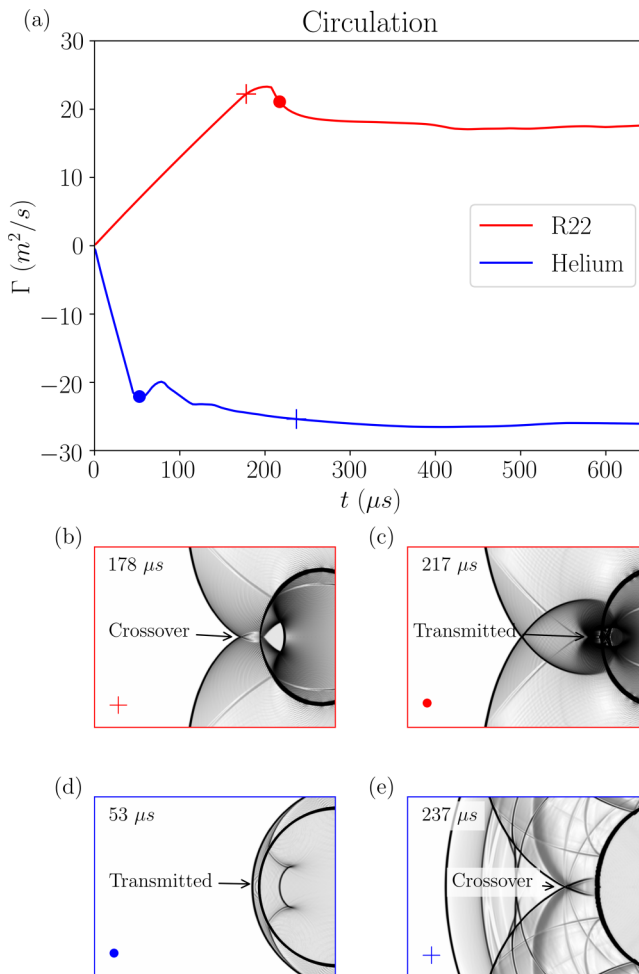 (a)
Circulation
30
20
10
0
−10
−20
−30
Γ (m²/s)
R22
Helium
0 100 200 300 400 500 600
t (μs)
(b)
178 μs
Crossover
(c)
217 μs
Transmitted
(d)
53 μs
Transmitted
(e)
237 μs
Crossover